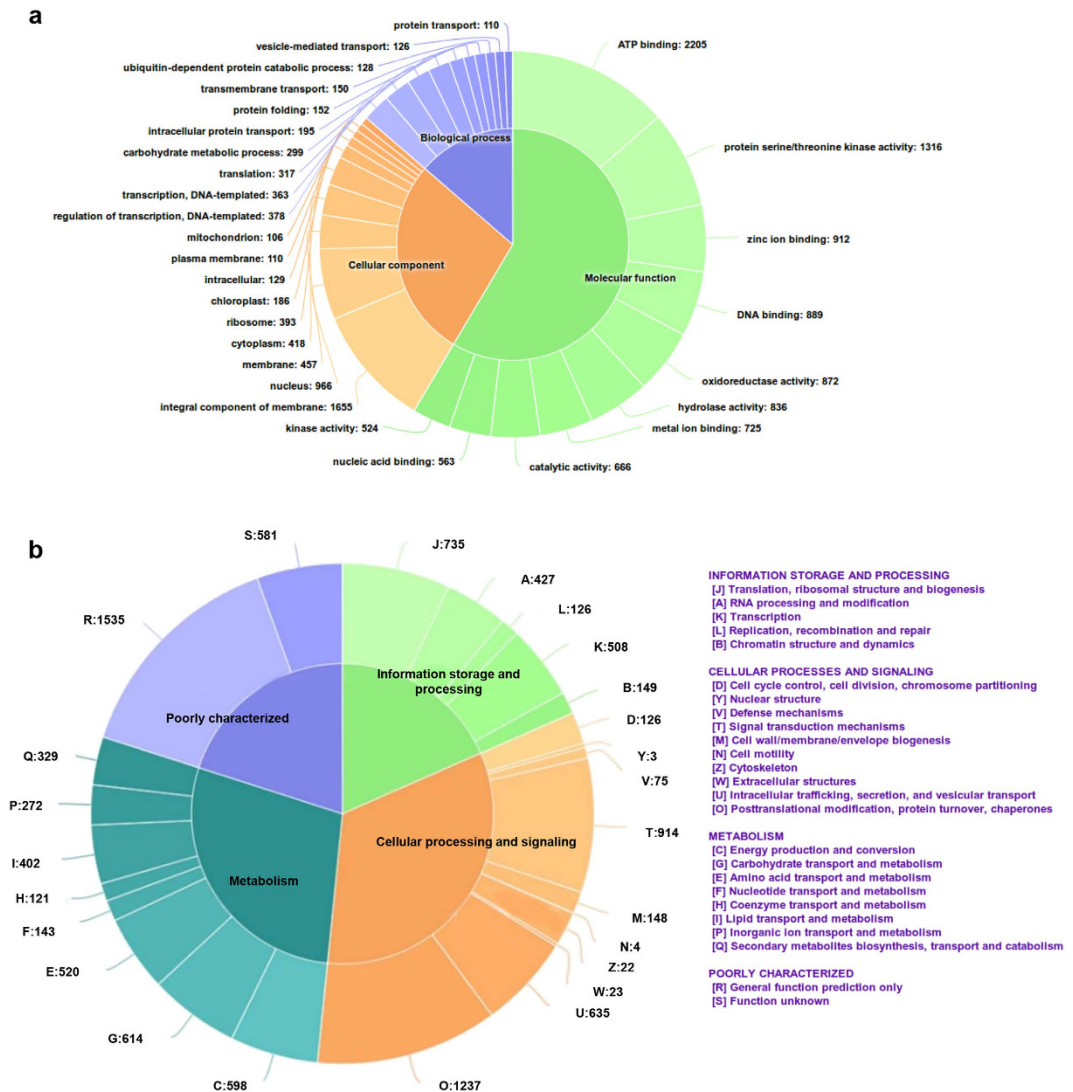 a
protein transport: 110
vesicle-mediated transport: 126
ubiquitin-dependent protein catabolic process: 128
transmembrane transport: 150
protein folding: 152
intracellular protein transport: 195
carbohydrate metabolic process: 299
translation: 317
transcription, DNA-templated: 363
regulation of transcription, DNA-templated: 378
mitochondrion: 106
plasma membrane: 110
intracellular: 129
chloroplast: 186
ribosome: 393
cytoplasm: 418
membrane: 457
nucleus: 966
integral component of membrane: 1655
kinase activity: 524
nucleic acid binding: 563
catalytic activity: 666
metal ion binding: 725
hydrolase activity: 836
oxidoreductase activity: 872
DNA binding: 889
zinc ion binding: 912
protein serine/threonine kinase activity: 1316
ATP binding: 2205
Biological process
Cellular component
Molecular function
b
S:581
R:1535
Q:329
P:272
I:402
H:121
F:143
E:520
G:614
C:598
O:1237
U:635
W:23
Z:22
N:4
M:148
T:914
V:75
Y:3
D:126
B:149
K:508
L:126
A:427
J:735
Information storage and
processing
Poorly characterized
Cellular processing and signaling
Metabolism
INFORMATION STORAGE AND PROCESSING
[J] Translation, ribosomal structure and biogenesis
[A] RNA processing and modification
[K] Transcription
[L] Replication, recombination and repair
[B] Chromatin structure and dynamics
CELLULAR PROCESSES AND SIGNALING
[D] Cell cycle control, cell division, chromosome partitioning
[Y] Nuclear structure
[V] Defense mechanisms
[T] Signal transduction mechanisms
[M] Cell wall/membrane/envelope biogenesis
[N] Cell motility
[Z] Cytoskeleton
[W] Extracellular structures
[U] Intracellular trafficking, secretion, and vesicular transport
[O] Posttranslational modification, protein turnover, chaperones
METABOLISM
[C] Energy production and conversion
[G] Carbohydrate transport and metabolism
[E] Amino acid transport and metabolism
[F] Nucleotide transport and metabolism
[H] Coenzyme transport and metabolism
[I] Lipid transport and metabolism
[P] Inorganic ion transport and metabolism
[Q] Secondary metabolites biosynthesis, transport and catabolism
POORLY CHARACTERIZED
[R] General function prediction only
[S] Function unknown